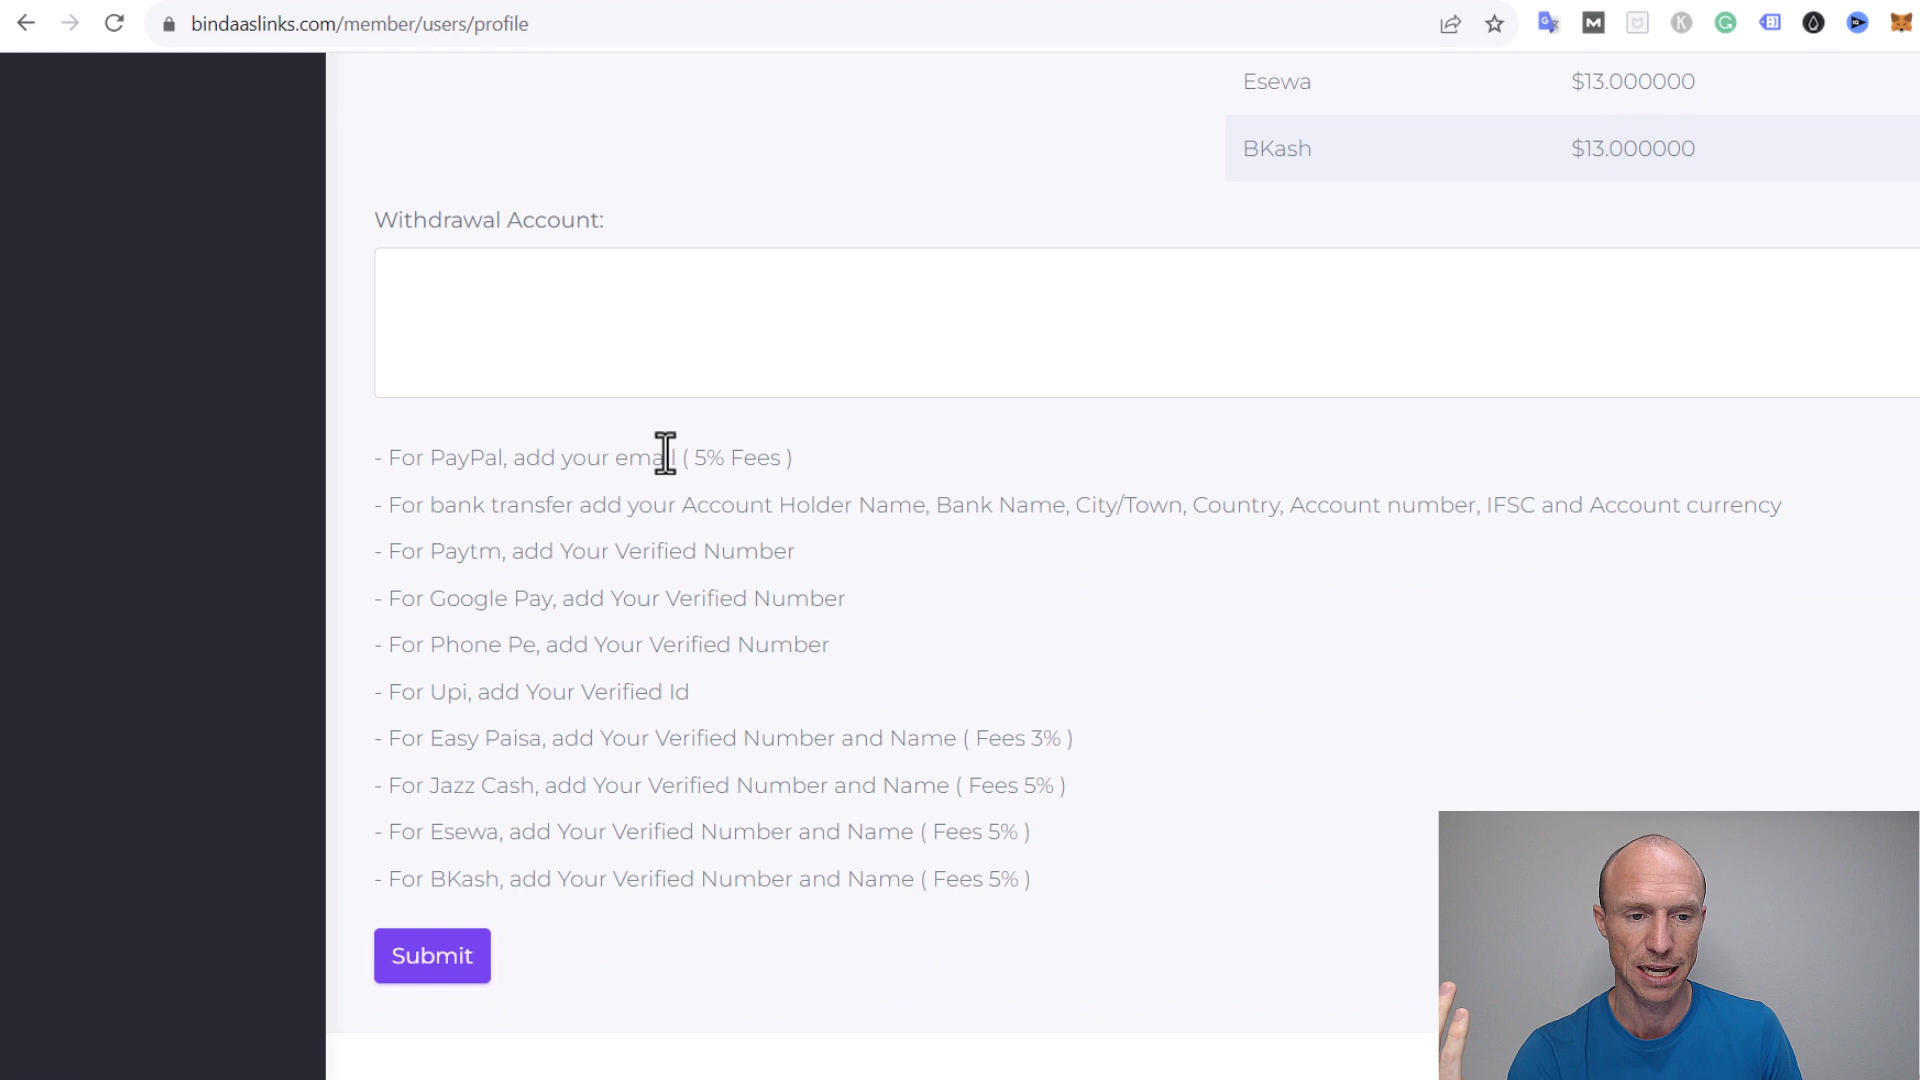 bindaaslinks.com/member/users/profile
Esewa $13.000000
BKash $13.000000
Withdrawal Account:
- For PayPal, add your email ( 5% Fees )
- For bank transfer add your Account Holder Name, Bank Name, City/Town, Country, Account number, IFSC and Account currency
- For Paytm, add Your Verified Number
- For Google Pay, add Your Verified Number
- For Phone Pe, add Your Verified Number
- For Upi, add Your Verified Id
- For Easy Paisa, add Your Verified Number and Name ( Fees 3% )
- For Jazz Cash, add Your Verified Number and Name ( Fees 5% )
- For Esewa, add Your Verified Number and Name ( Fees 5% )
- For BKash, add Your Verified Number and Name ( Fees 5% )
Submit